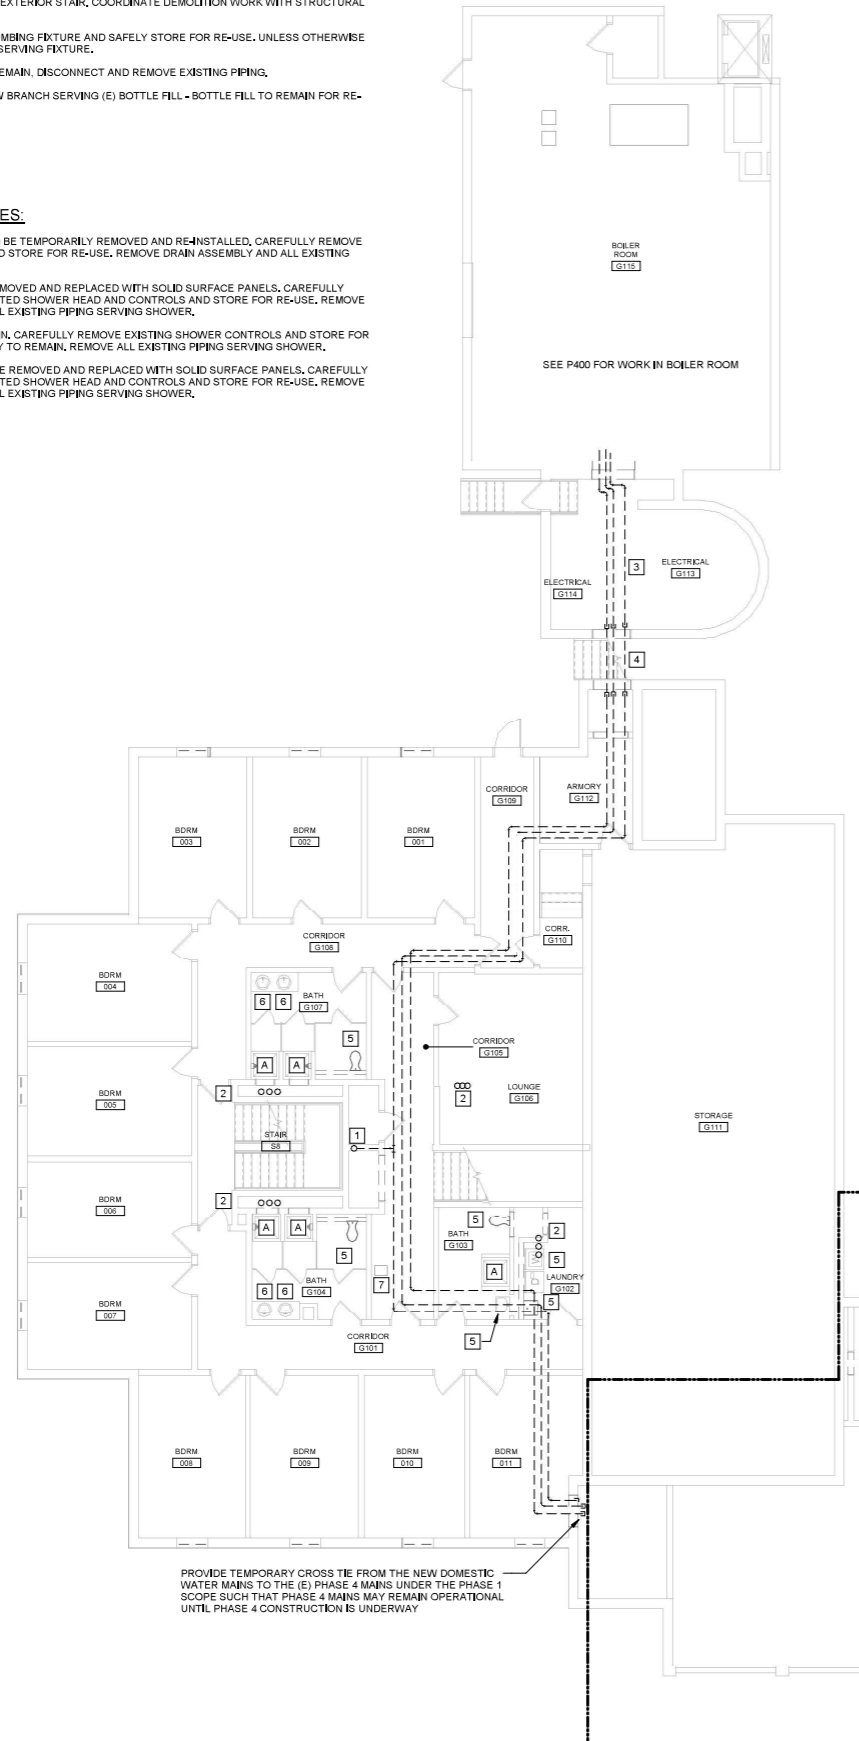 EXTERIOR STAIR. COORDINATE DEMOLITION WORK WITH STRUCTURAL
MBING FIXTURE AND SAFELY STORE FOR RE-USE. UNLESS OTHERWISE
SERVING FIXTURE.
EMAIN, DISCONNECT AND REMOVE EXISTING PIPING.
BRANCH SERVING (E) BOTTLE FILL - BOTTLE FILL TO REMAIN FOR RE-
ES:
BE TEMPORARILY REMOVED AND RE-INSTALLED. CAREFULLY REMOVE
D STORE FOR RE-USE. REMOVE DRAIN ASSEMBLY AND ALL EXISTING
MOVED AND REPLACED WITH SOLID SURFACE PANELS. CAREFULLY
TED SHOWER HEAD AND CONTROLS AND STORE FOR RE-USE. REMOVE
L EXISTING PIPING SERVING SHOWER.
IN. CAREFULLY REMOVE EXISTING SHOWER CONTROLS AND STORE FOR
Y TO REMAIN. REMOVE ALL EXISTING PIPING SERVING SHOWER.
E REMOVED AND REPLACED WITH SOLID SURFACE PANELS. CAREFULLY
TED SHOWER HEAD AND CONTROLS AND STORE FOR RE-USE. REMOVE
L EXISTING PIPING SERVING SHOWER.
BOILER
ROOM
G115
SEE P400 FOR WORK IN BOILER ROOM
3
ELECTRICAL
G113
ELECTRICAL
G114
4
CORRIDOR
G109
ARMORY
G112
BDRM
003
BDRM
002
BDRM
001
CORRIDOR
G108
CORR.
G110
BDRM
004
6
6
BATH
G107
5
CORRIDOR
G105
A
A
2
BDRM
005
2
LOUNGE
G106
STORAGE
G111
STAIR
S8
1
BDRM
006
2
A
A
5
5
BATH
G103
2
5
A
LAUNDRY
G102
6
6
BATH
G104
7
5
BDRM
007
CORRIDOR
G101
5
BDRM
008
BDRM
009
BDRM
010
BDRM
011
PROVIDE TEMPORARY CROSS TIE FROM THE NEW DOMESTIC
WATER MAINS TO THE (E) PHASE 4 MAINS UNDER THE PHASE 1
SCOPE SUCH THAT PHASE 4 MAINS MAY REMAIN OPERATIONAL
UNTIL PHASE 4 CONSTRUCTION IS UNDERWAY